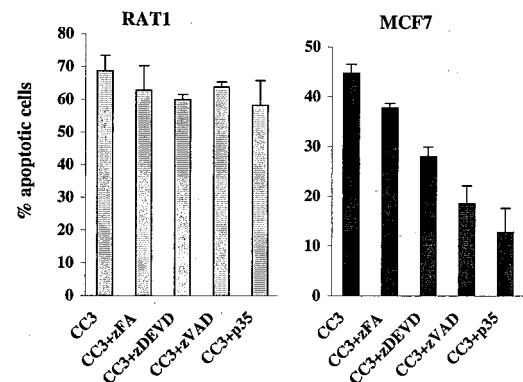 RAT1
MCF7
% apoptotic cells
80
70
60
50
40
30
20
10
0
CC3
CC3+zFA
CC3+zDEVD
CC3+zVAD
CC3+p35
50
40
30
20
10
0
CC3
CC3+zFA
CC3+zDEVD
CC3+zVAD
CC3+p35